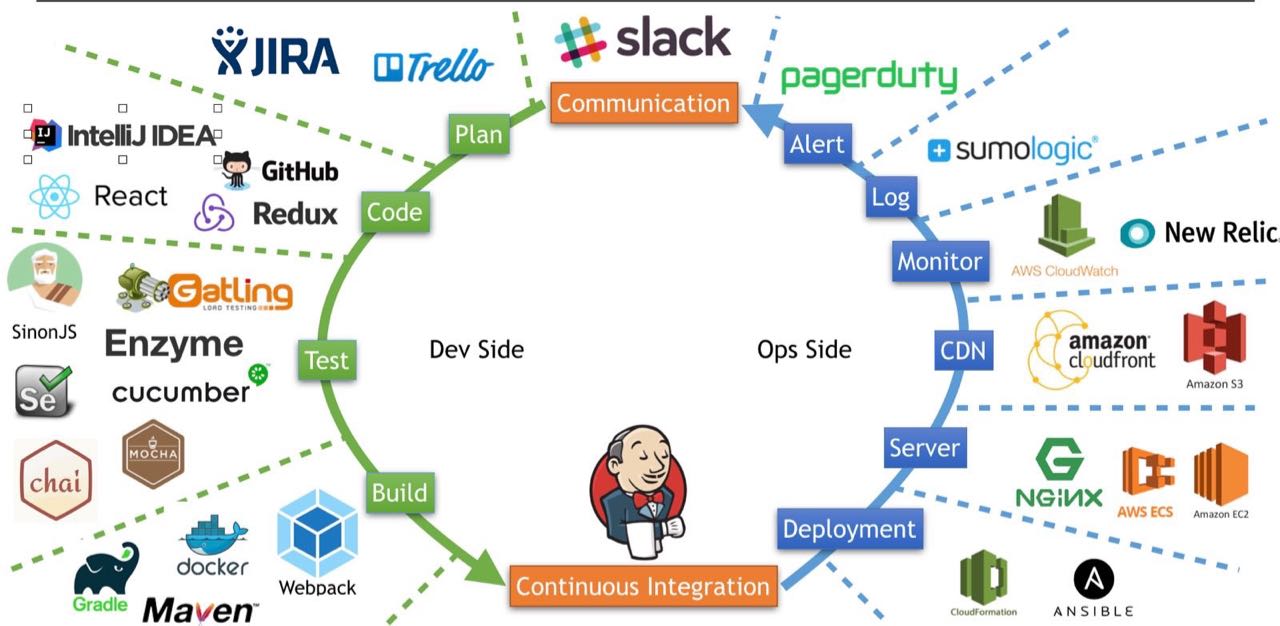 JIRA
Trello
slack
pagerduty
Communication
Plan
Alert
IJ IntelliJ IDEA
sumologic®
GitHub
React
Redux
Code
Log
AWS CloudWatch
New Relic.
Monitor
SinonJS
Gatling
LOAD TESTING
Enzyme
Test
Dev Side
Ops Side
CDN
amazon
cloudfront
Amazon S3
Se
cucumber
chai
MOCHA
Server
NGiNX
AWS ECS
Amazon EC2
Build
Deployment
docker
Webpack
Gradle
Maven™
Continuous Integration
CloudFormation
A
ANSIBLE